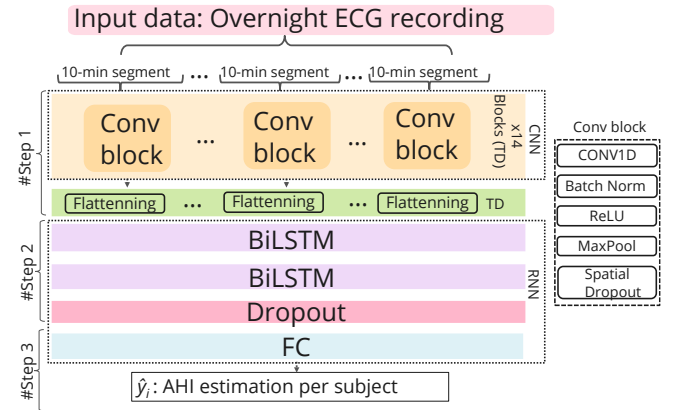 Input data: Overnight ECG recording
10-min segment ... 10-min segment ... 10-min segment
#Step 1
Conv block ... Conv block ... Conv block
x14 Blocks (TD)
CNN
Flattenning ... Flattenning ... Flattenning TD
#Step 2
BiLSTM
BiLSTM
Dropout
RNN
#Step 3
FC
ŷᵢ: AHI estimation per subject
Conv block
CONV1D
Batch Norm
ReLU
MaxPool
Spatial
Dropout